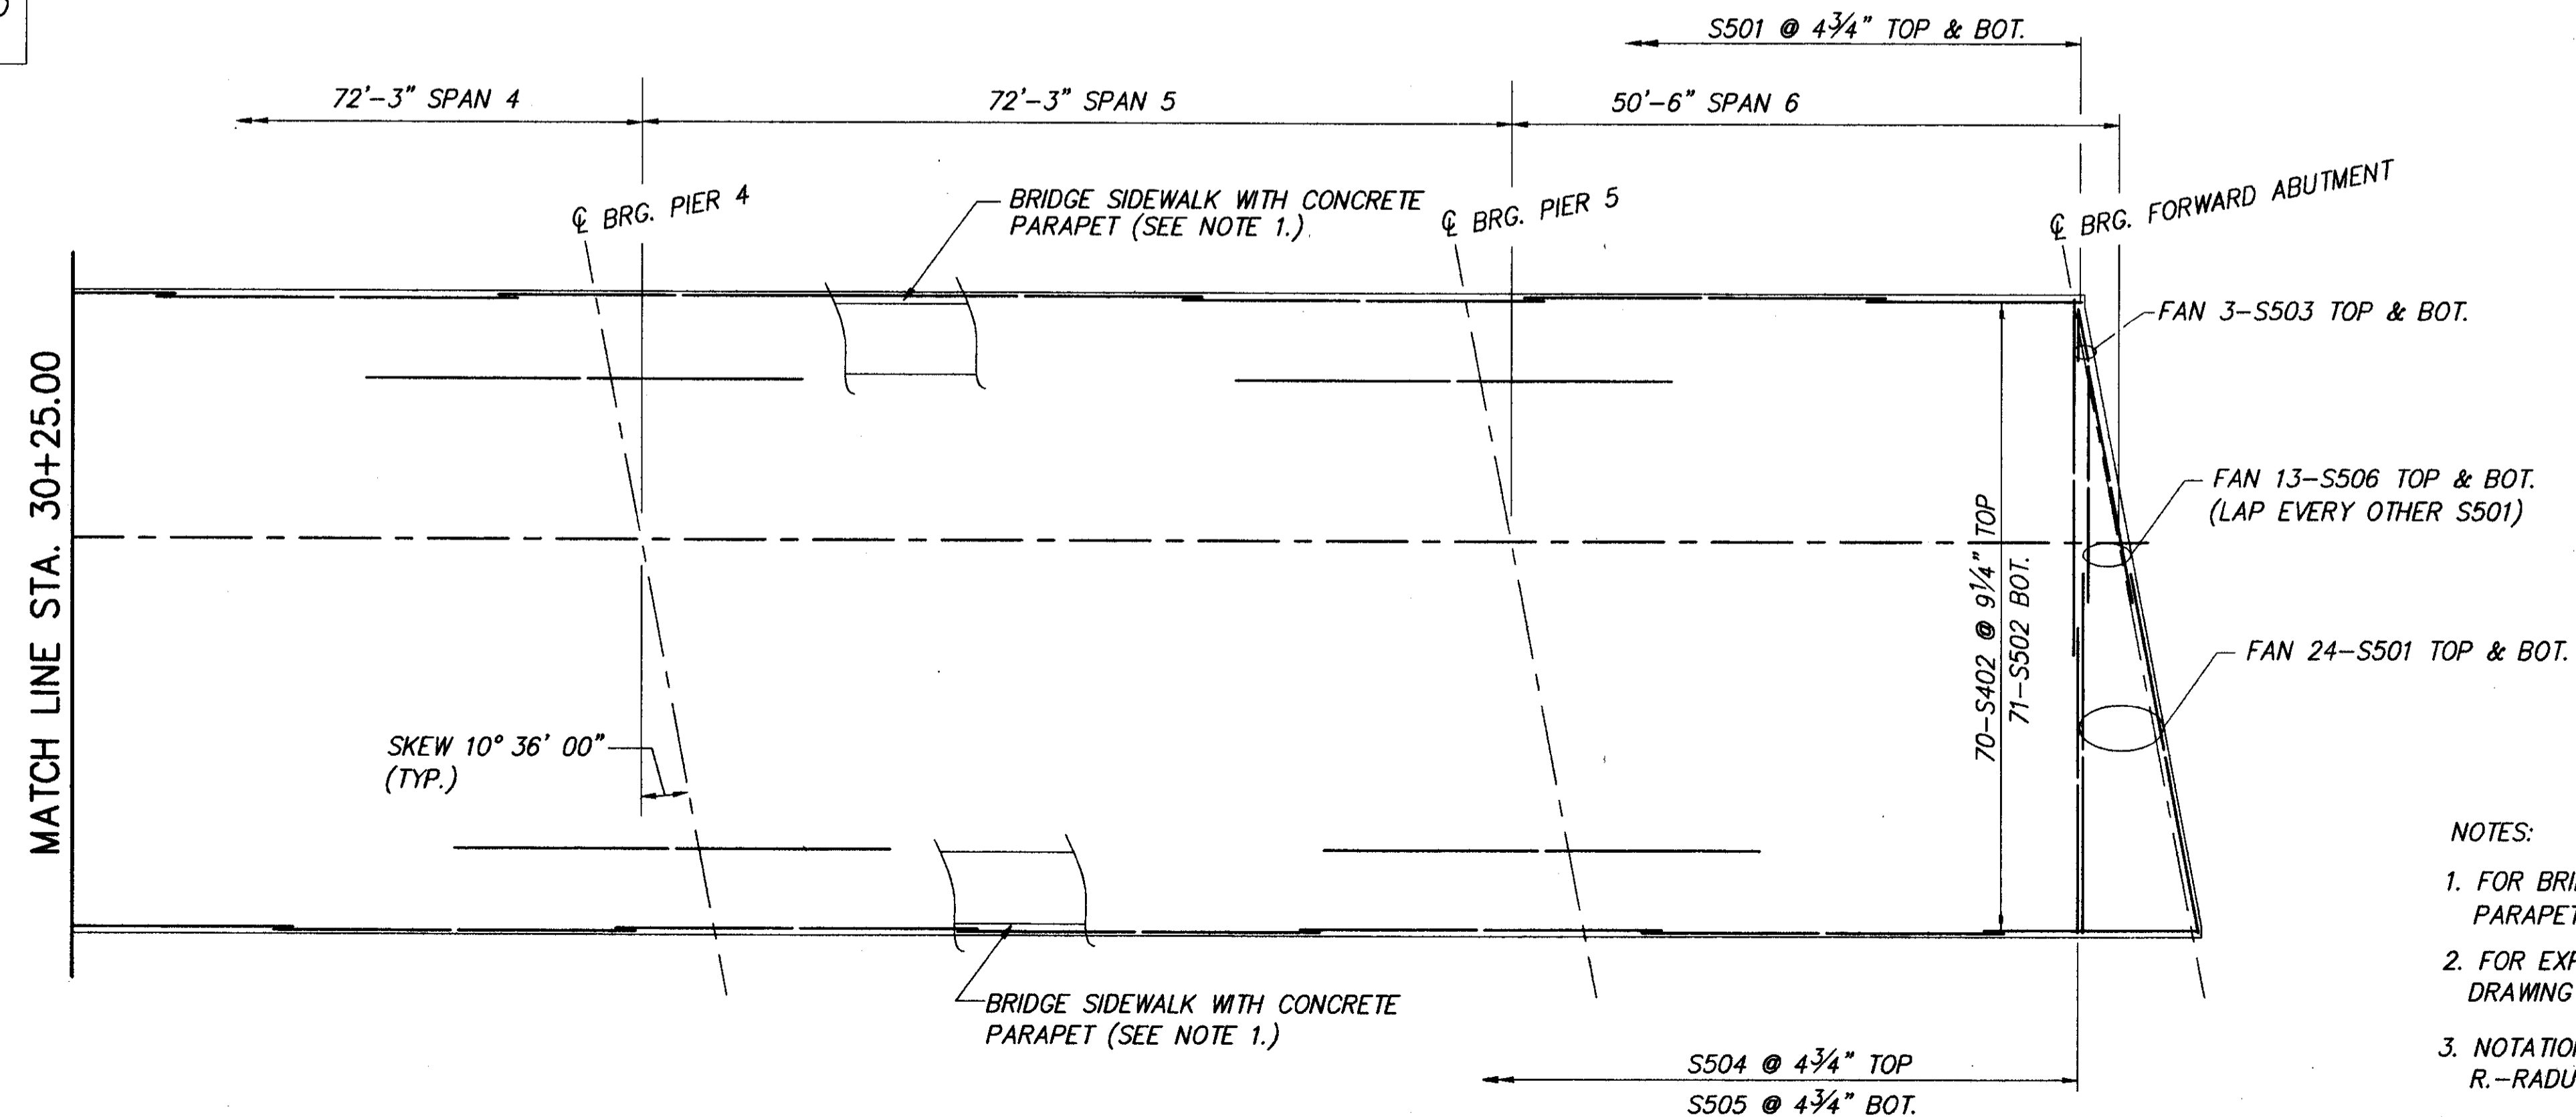 S501 @ 4¾" TOP & BOT.
72'-3" SPAN 4
72'-3" SPAN 5
50'-6" SPAN 6
℄ BRG. PIER 4
BRIDGE SIDEWALK WITH CONCRETE
PARAPET (SEE NOTE 1.)
℄ BRG. PIER 5
℄ BRG. FORWARD ABUTMENT
FAN 3-S503 TOP & BOT.
MATCH LINE STA. 30+25.00
FAN 13-S506 TOP & BOT.
(LAP EVERY OTHER S501)
70-S402 @ 9¼" TOP
71-S502 BOT.
FAN 24-S501 TOP & BOT.
SKEW 10° 36' 00"
(TYP.)
BRIDGE SIDEWALK WITH CONCRETE
PARAPET (SEE NOTE 1.)
S504 @ 4¾" TOP
S505 @ 4¾" BOT.
NOTES:
1. FOR BRI
PARAPET
2. FOR EXP
DRAWING
3. NOTATION
R.-RADU